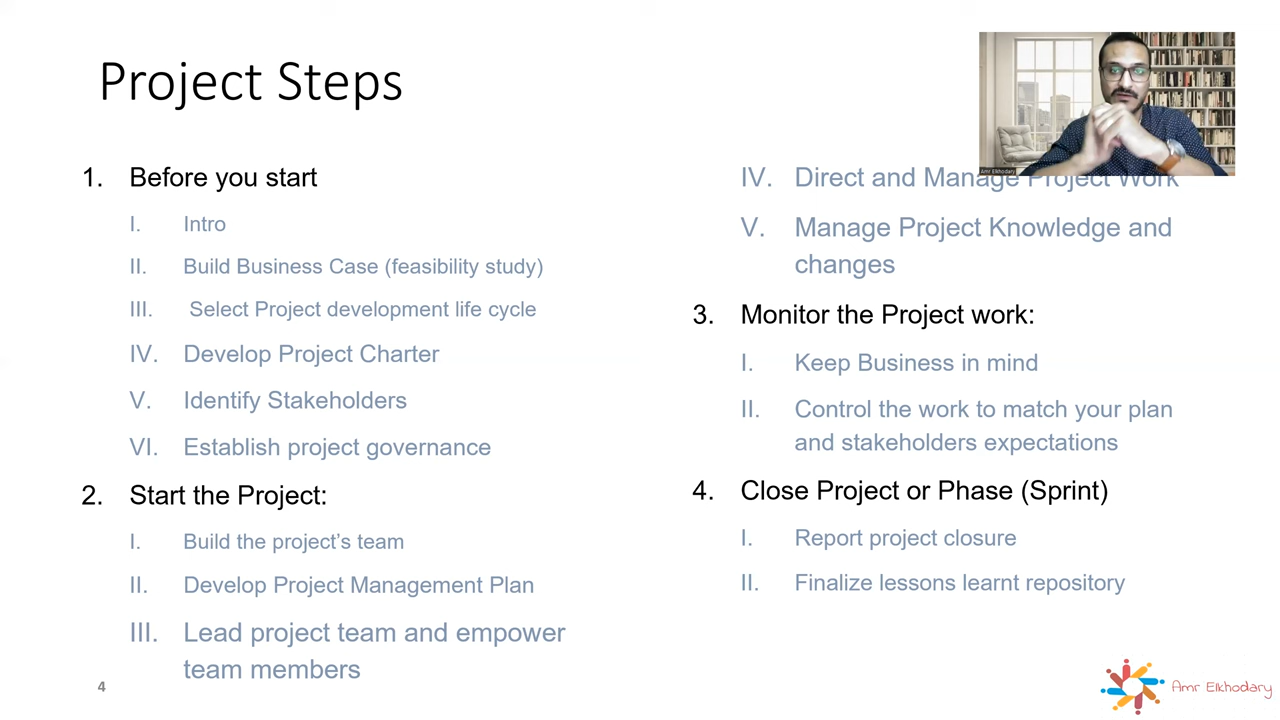 Project Steps
1. Before you start
I. Intro
II. Build Business Case (feasibility study)
III. Select Project development life cycle
IV. Develop Project Charter
V. Identify Stakeholders
VI. Establish project governance
2. Start the Project:
I. Build the project’s team
II. Develop Project Management Plan
III. Lead project team and empower
team members
IV. Direct and Manage Project Work
V. Manage Project Knowledge and
changes
3. Monitor the Project work:
I. Keep Business in mind
II. Control the work to match your plan
and stakeholders expectations
4. Close Project or Phase (Sprint)
I. Report project closure
II. Finalize lessons learnt repository
Amr Elkhodary
4
Amr Elkhodary